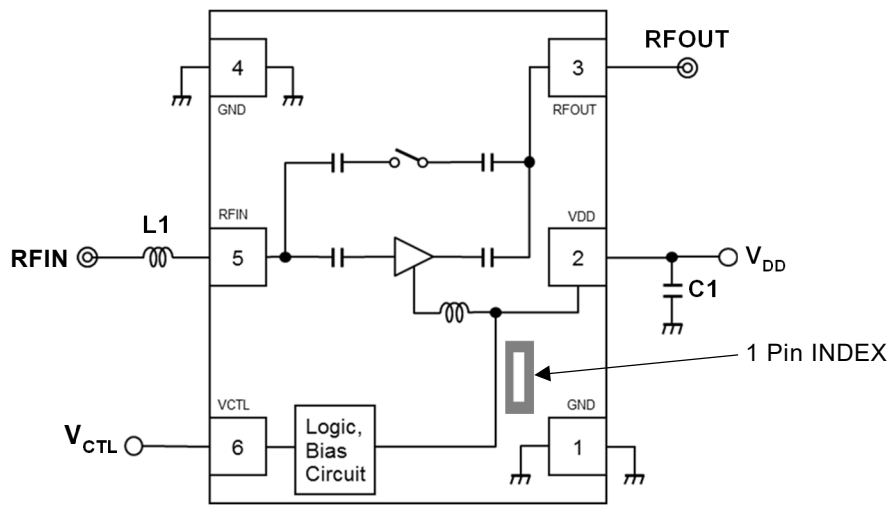 RFOUT
4
3
GND
RFOUT
L1
RFIN
VDD
RFIN
5
2
VDD
C1
1 Pin INDEX
VCTL
GND
VCTL
6
Logic,
Bias
Circuit
1